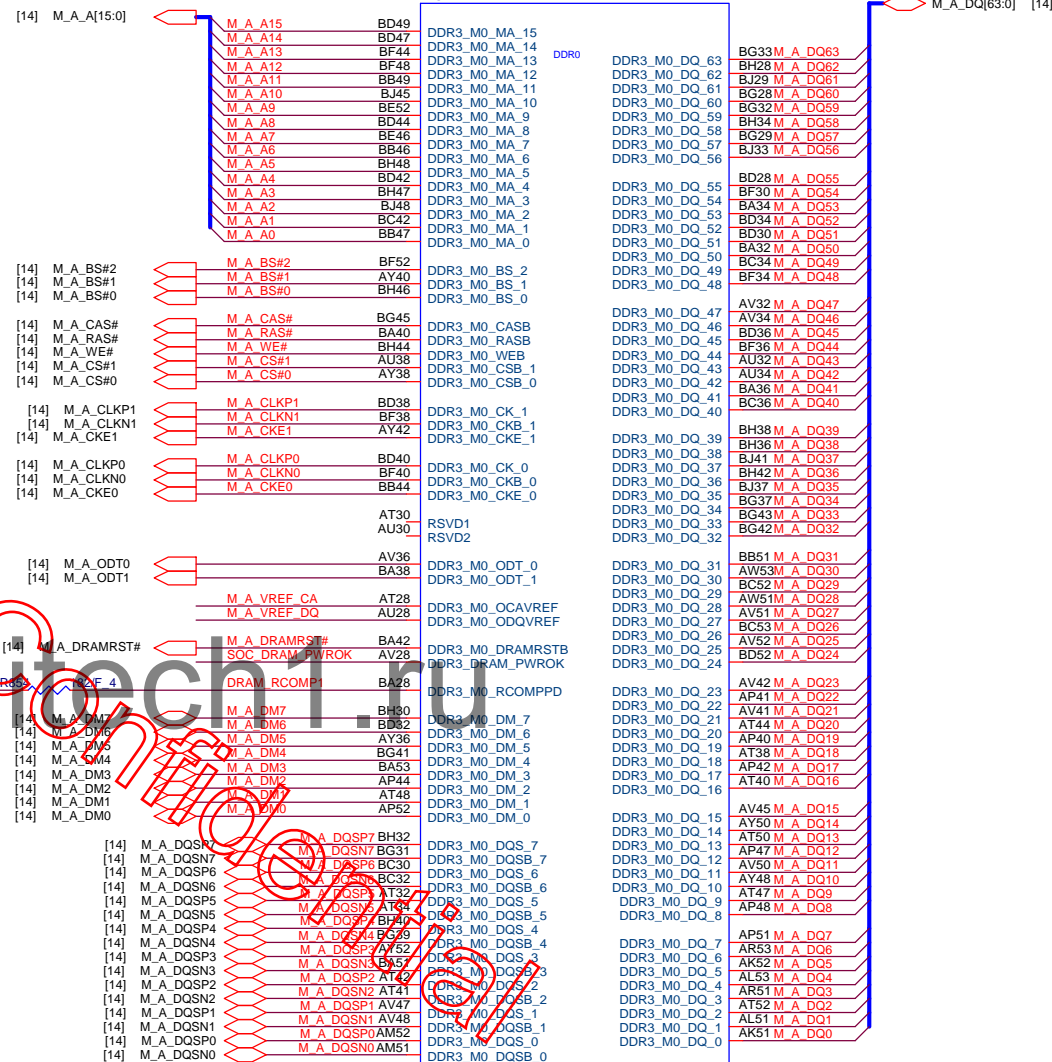 [14] M_A_A[15:0]
M_A_DQ[63:0] [14]
DDR0
M_A_A15 BD49 DDR3_M0_MA_15
M_A_A14 BD47 DDR3_M0_MA_14
M_A_A13 BF44 DDR3_M0_MA_13
M_A_A12 BF48 DDR3_M0_MA_12
M_A_A11 BB49 DDR3_M0_MA_11
M_A_A10 BJ45 DDR3_M0_MA_10
M_A_A9 BE52 DDR3_M0_MA_9
M_A_A8 BD44 DDR3_M0_MA_8
M_A_A7 BE46 DDR3_M0_MA_7
M_A_A6 BB46 DDR3_M0_MA_6
M_A_A5 BH48 DDR3_M0_MA_5
M_A_A4 BD42 DDR3_M0_MA_4
M_A_A3 BH47 DDR3_M0_MA_3
M_A_A2 BJ48 DDR3_M0_MA_2
M_A_A1 BC42 DDR3_M0_MA_1
M_A_A0 BB47 DDR3_M0_MA_0
[14] M_A_BS#2 M_A_BS#2 BF52 DDR3_M0_BS_2
[14] M_A_BS#1 M_A_BS#1 AY40 DDR3_M0_BS_1
[14] M_A_BS#0 M_A_BS#0 BH46 DDR3_M0_BS_0
[14] M_A_CAS# M_A_CAS# BG45 DDR3_M0_CASB
[14] M_A_RAS# M_A_RAS# BA40 DDR3_M0_RASB
[14] M_A_WE# M_A_WE# BH44 DDR3_M0_WEB
[14] M_A_CS#1 M_A_CS#1 AU38 DDR3_M0_CSB_1
[14] M_A_CS#0 M_A_CS#0 AY38 DDR3_M0_CSB_0
[14] M_A_CLKP1 M_A_CLKP1 BD38 DDR3_M0_CK_1
[14] M_A_CLKN1 M_A_CLKN1 BF38 DDR3_M0_CKB_1
[14] M_A_CKE1 M_A_CKE1 AY42 DDR3_M0_CKE_1
[14] M_A_CLKP0 M_A_CLKP0 BD40 DDR3_M0_CK_0
[14] M_A_CLKN0 M_A_CLKN0 BF40 DDR3_M0_CKB_0
[14] M_A_CKE0 M_A_CKE0 BB44 DDR3_M0_CKE_0
AT30 RSVD1
AU30 RSVD2
[14] M_A_ODT0 AV36 DDR3_M0_ODT_0
[14] M_A_ODT1 BA38 DDR3_M0_ODT_1
M_A_VREF_CA AT28 DDR3_M0_OCAVREF
M_A_VREF_DQ AU28 DDR3_M0_ODQVREF
[14] M_A_DRAMRST# M_A_DRAMRST# BA42 DDR3_M0_DRAMRSTB
SOC_DRAM_PWROK AV28 DDR3_DRAM_PWROK
DRAM_RCOMP1 BA28 DDR3_M0_RCOMPPD
[14] M_A_DM7 M_A_DM7 BH30 DDR3_M0_DM_7
[14] M_A_DM6 M_A_DM6 BD32 DDR3_M0_DM_6
[14] M_A_DM5 M_A_DM5 AY36 DDR3_M0_DM_5
[14] M_A_DM4 M_A_DM4 BG41 DDR3_M0_DM_4
[14] M_A_DM3 M_A_DM3 BA53 DDR3_M0_DM_3
[14] M_A_DM2 M_A_DM2 AP44 DDR3_M0_DM_2
[14] M_A_DM1 M_A_DM1 AT48 DDR3_M0_DM_1
[14] M_A_DM0 M_A_DM0 AP52 DDR3_M0_DM_0
[14] M_A_DQSP7 M_A_DQSP7 BH32 DDR3_M0_DQS_7
[14] M_A_DQSN7 M_A_DQSN7 BG31 DDR3_M0_DQSB_7
[14] M_A_DQSP6 M_A_DQSP6 BC30 DDR3_M0_DQS_6
[14] M_A_DQSN6 M_A_DQSN6 BC32 DDR3_M0_DQSB_6
[14] M_A_DQSP5 M_A_DQSP5 AT32 DDR3_M0_DQS_5
[14] M_A_DQSN5 M_A_DQSN5 AT34 DDR3_M0_DQSB_5
[14] M_A_DQSP4 M_A_DQSP4 BH40 DDR3_M0_DQS_4
[14] M_A_DQSN4 M_A_DQSN4 BG39 DDR3_M0_DQSB_4
[14] M_A_DQSP3 M_A_DQSP3 AY52 DDR3_M0_DQS_3
[14] M_A_DQSN3 M_A_DQSN3 BA51 DDR3_M0_DQSB_3
[14] M_A_DQSP2 M_A_DQSP2 AT42 DDR3_M0_DQS_2
[14] M_A_DQSN2 M_A_DQSN2 AT41 DDR3_M0_DQSB_2
[14] M_A_DQSP1 M_A_DQSP1 AV47 DDR3_M0_DQS_1
[14] M_A_DQSN1 M_A_DQSN1 AV48 DDR3_M0_DQSB_1
[14] M_A_DQSP0 M_A_DQSP0 AM52 DDR3_M0_DQS_0
[14] M_A_DQSN0 M_A_DQSN0 AM51 DDR3_M0_DQSB_0
DDR3_M0_DQ_63 BG33 M_A_DQ63
DDR3_M0_DQ_62 BH28 M_A_DQ62
DDR3_M0_DQ_61 BJ29 M_A_DQ61
DDR3_M0_DQ_60 BG28 M_A_DQ60
DDR3_M0_DQ_59 BG32 M_A_DQ59
DDR3_M0_DQ_58 BH34 M_A_DQ58
DDR3_M0_DQ_57 BG29 M_A_DQ57
DDR3_M0_DQ_56 BJ33 M_A_DQ56
DDR3_M0_DQ_55 BD28 M_A_DQ55
DDR3_M0_DQ_54 BF30 M_A_DQ54
DDR3_M0_DQ_53 BA34 M_A_DQ53
DDR3_M0_DQ_52 BD34 M_A_DQ52
DDR3_M0_DQ_51 BD30 M_A_DQ51
DDR3_M0_DQ_50 BA32 M_A_DQ50
DDR3_M0_DQ_49 BC34 M_A_DQ49
DDR3_M0_DQ_48 BF34 M_A_DQ48
DDR3_M0_DQ_47 AV32 M_A_DQ47
DDR3_M0_DQ_46 AV34 M_A_DQ46
DDR3_M0_DQ_45 BD36 M_A_DQ45
DDR3_M0_DQ_44 BF36 M_A_DQ44
DDR3_M0_DQ_43 AU32 M_A_DQ43
DDR3_M0_DQ_42 AU34 M_A_DQ42
DDR3_M0_DQ_41 BA36 M_A_DQ41
DDR3_M0_DQ_40 BC36 M_A_DQ40
DDR3_M0_DQ_39 BH38 M_A_DQ39
DDR3_M0_DQ_38 BH36 M_A_DQ38
DDR3_M0_DQ_37 BJ41 M_A_DQ37
DDR3_M0_DQ_36 BH42 M_A_DQ36
DDR3_M0_DQ_35 BJ37 M_A_DQ35
DDR3_M0_DQ_34 BG37 M_A_DQ34
DDR3_M0_DQ_33 BG43 M_A_DQ33
DDR3_M0_DQ_32 BG42 M_A_DQ32
DDR3_M0_DQ_31 BB51 M_A_DQ31
DDR3_M0_DQ_30 AW53 M_A_DQ30
DDR3_M0_DQ_29 BC52 M_A_DQ29
DDR3_M0_DQ_28 AW51 M_A_DQ28
DDR3_M0_DQ_27 AV51 M_A_DQ27
DDR3_M0_DQ_26 BC53 M_A_DQ26
DDR3_M0_DQ_25 AV52 M_A_DQ25
DDR3_M0_DQ_24 BD52 M_A_DQ24
DDR3_M0_DQ_23 AV42 M_A_DQ23
DDR3_M0_DQ_22 AP41 M_A_DQ22
DDR3_M0_DQ_21 AV41 M_A_DQ21
DDR3_M0_DQ_20 AT44 M_A_DQ20
DDR3_M0_DQ_19 AP40 M_A_DQ19
DDR3_M0_DQ_18 AT38 M_A_DQ18
DDR3_M0_DQ_17 AP42 M_A_DQ17
DDR3_M0_DQ_16 AT40 M_A_DQ16
DDR3_M0_DQ_15 AV45 M_A_DQ15
DDR3_M0_DQ_14 AY50 M_A_DQ14
DDR3_M0_DQ_13 AT50 M_A_DQ13
DDR3_M0_DQ_12 AP47 M_A_DQ12
DDR3_M0_DQ_11 AV50 M_A_DQ11
DDR3_M0_DQ_10 AY48 M_A_DQ10
DDR3_M0_DQ_9 AT47 M_A_DQ9
DDR3_M0_DQ_8 AP48 M_A_DQ8
DDR3_M0_DQ_7 AP51 M_A_DQ7
DDR3_M0_DQ_6 AR53 M_A_DQ6
DDR3_M0_DQ_5 AK52 M_A_DQ5
DDR3_M0_DQ_4 AL53 M_A_DQ4
DDR3_M0_DQ_3 AR51 M_A_DQ3
DDR3_M0_DQ_2 AT52 M_A_DQ2
DDR3_M0_DQ_1 AL51 M_A_DQ1
DDR3_M0_DQ_0 AK51 M_A_DQ0
itech1.ru
Confidential